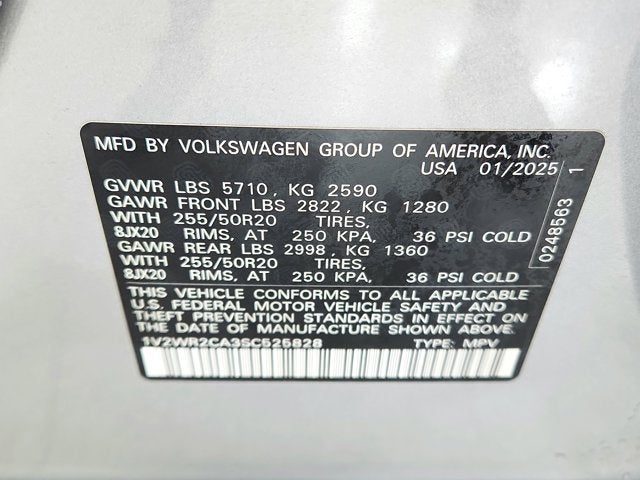 MFD BY VOLKSWAGEN GROUP OF AMERICA, INC.
USA 01/2025
GVWR LBS 5710, KG 2590
GAWR FRONT LBS 2822, KG 1280
WITH 255/50R20 TIRES,
8JX20 RIMS, AT 250 KPA, 36 PSI COLD
GAWR REAR LBS 2998, KG 1360
WITH 255/50R20 TIRES,
8JX20 RIMS, AT 250 KPA, 36 PSI COLD
THIS VEHICLE CONFORMS TO ALL APPLICABLE
U.S. FEDERAL MOTOR VEHICLE SAFETY AND
THEFT PREVENTION STANDARDS IN EFFECT ON
THE DATE OF MANUFACTURE SHOWN ABOVE.
1V2WR2CA3SC525828 TYPE: MPV
0248563 1